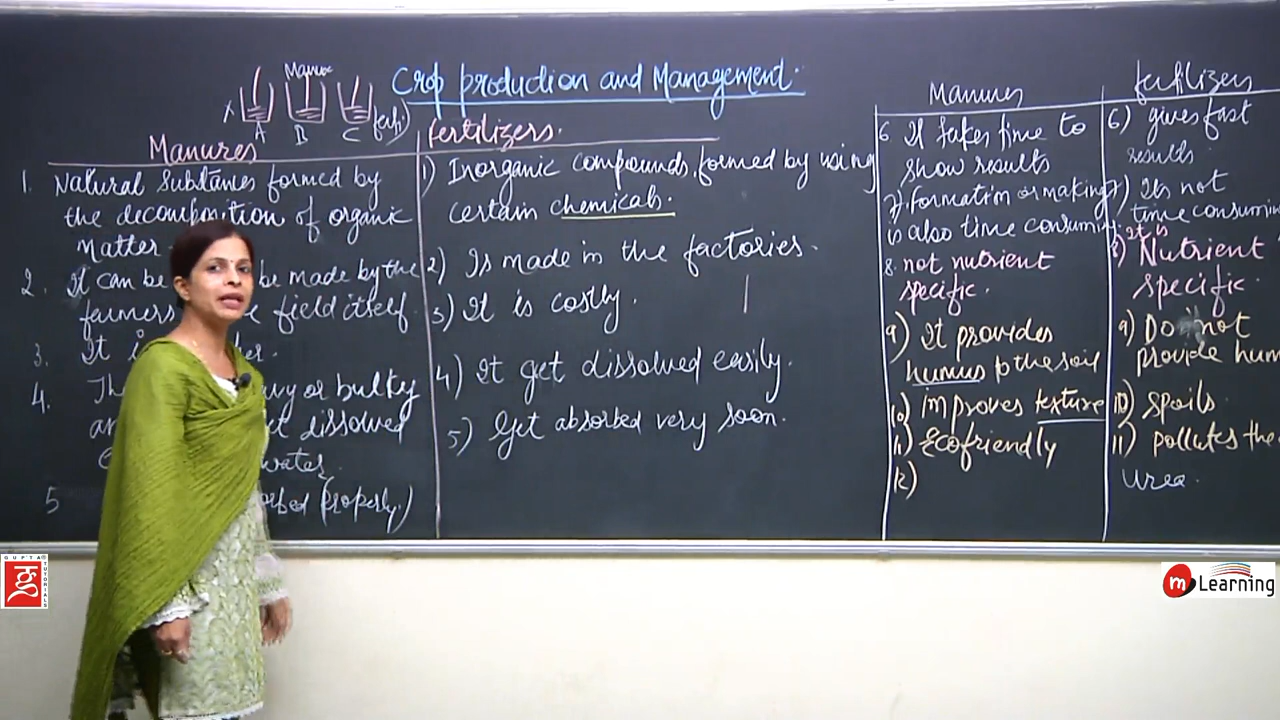 Crop production and Management.
Manure
x
A B C
ferti)
Manures
1. Natural Substances formed by
the decomposition of organic
Matter
2. It can be be made by the
farmers field itself
3. It
4. or bulky
dissolved
water.
5 (properly.)
fertilizers.
1) Inorganic compounds, formed by using
certain chemicals.
2) Is made in the factories.
3) It is costly.
4) It get dissolved easily.
5) Get absorbed very soon.
Manures
6 It takes time to
show results
7. formation or making
is also time consuming
8. not nutrient
specific.
9) It provides
humus to the soil
10) improves texture
11) Ecofriendly
12)
fertilizers
6) gives fast
results.
7) Its not
time consumin
it is
8) Nutrient
specific.
9) Do not
provide hum
10) Spoils
11) pollutes the
Urea.
GUPTA TUTORIALS
m Learning